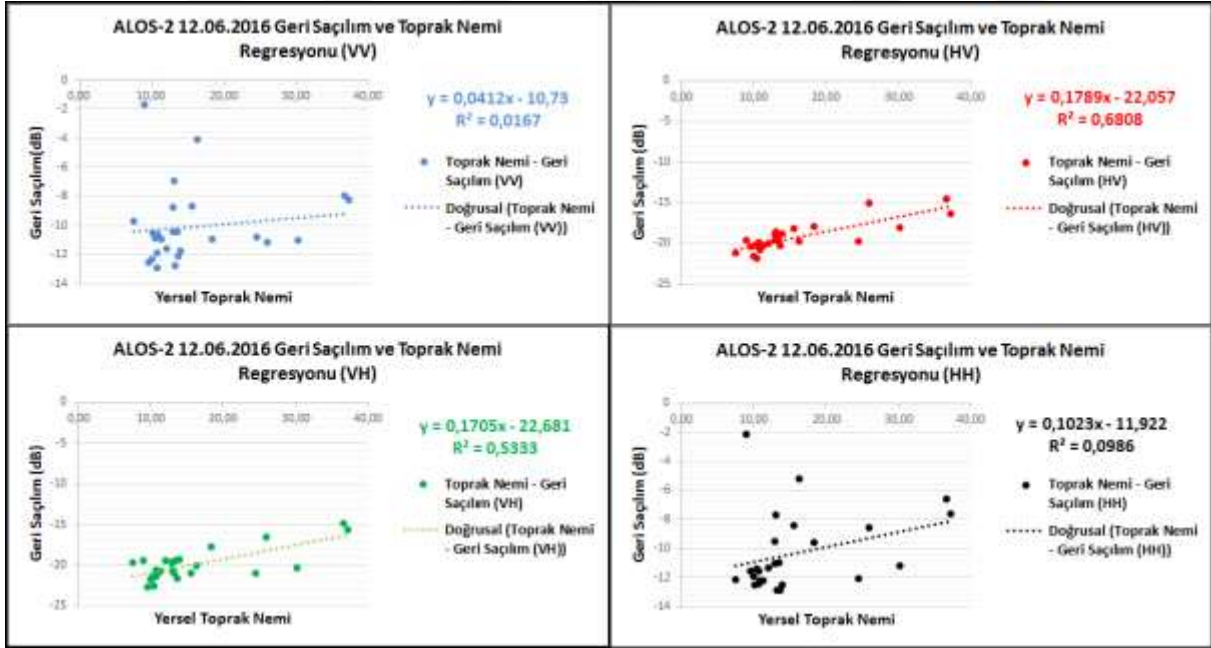 ALOS-2 12.06.2016 Geri Saçılım ve Toprak Nemi
Regresyonu (VV)
0
-2
-4
-6
-8
-10
-12
-14
0,00
10,00
20,00
30,00
40,00
Geri Saçılım(dB)
Yersel Toprak Nemi
y = 0,0412x - 10,73
R² = 0,0167
Toprak Nemi - Geri
Saçılım (VV)
Doğrusal (Toprak Nemi
- Geri Saçılım (VV))
ALOS-2 12.06.2016 Geri Saçılım ve Toprak Nemi
Regresyonu (HV)
0
-5
-10
-15
-20
-25
0,00
10,00
20,00
30,00
40,00
Geri Saçılım (dB)
Yersel Toprak Nemi
y = 0,1789x - 22,057
R² = 0,6808
Toprak Nemi - Geri
Saçılım (HV)
Doğrusal (Toprak Nemi
- Geri Saçılım (HV))
ALOS-2 12.06.2016 Geri Saçılım ve Toprak Nemi
Regresyonu (VH)
0
-5
-10
-15
-20
-25
0,00
10,00
20,00
30,00
40,00
Geri Saçılım (dB)
Yersel Toprak Nemi
y = 0,1705x - 22,681
R² = 0,5333
Toprak Nemi - Geri
Saçılım (VH)
Doğrusal (Toprak Nemi
- Geri Saçılım (VH))
ALOS-2 12.06.2016 Geri Saçılım ve Toprak Nemi
Regresyonu (HH)
0
-2
-4
-6
-8
-10
-12
-14
0,00
10,00
20,00
30,00
40,00
Geri Saçılım (dB)
Yersel Toprak Nemi
y = 0,1023x - 11,922
R² = 0,0986
Toprak Nemi - Geri
Saçılım (HH)
Doğrusal (Toprak Nemi
- Geri Saçılım (HH))